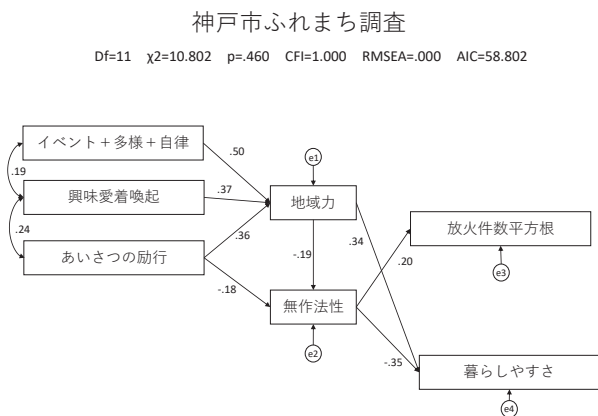 神戸市ふれまち調査
Df=11 χ2=10.802 p=.460 CFI=1.000 RMSEA=.000 AIC=58.802
イベント＋多様＋自律
.50
e1
.19
興味愛着喚起
.37
地域力
.24
.36
放火件数平方根
あいさつの励行
-.19
.34
.20
e3
-.18
無作法性
e2
-.35
暮らしやすさ
e4